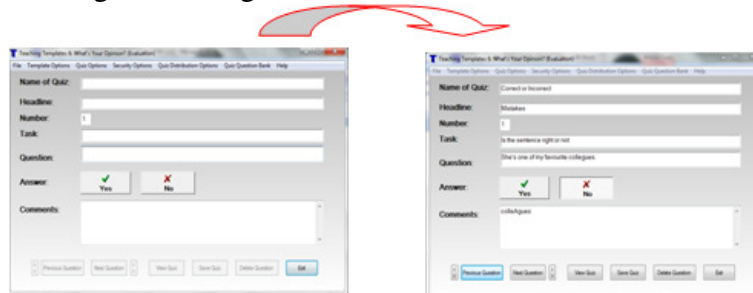 Teaching Templates 6: What's Your Opinion? (Evaluation)
File Template Options Quiz Options Security Options Quiz Distribution Options Quiz Question Bank Help
Name of Quiz:
Headline:
Number: 1
Task:
Question:
Answer: Yes No
Comments:
Previous Question Next Question View Quiz Save Quiz Delete Question Exit
Teaching Templates 6: What's Your Opinion? (Evaluation)
File Template Options Quiz Options Security Options Quiz Distribution Options Quiz Question Bank Help
Name of Quiz: Correct or Incorrect
Headline: Mistakes
Number: 1
Task: Is the sentence right or not
Question: She's one of my favourite collegues.
Answer: Yes No
Comments:
Previous Question Next Question View Quiz Save Quiz Delete Question Exit